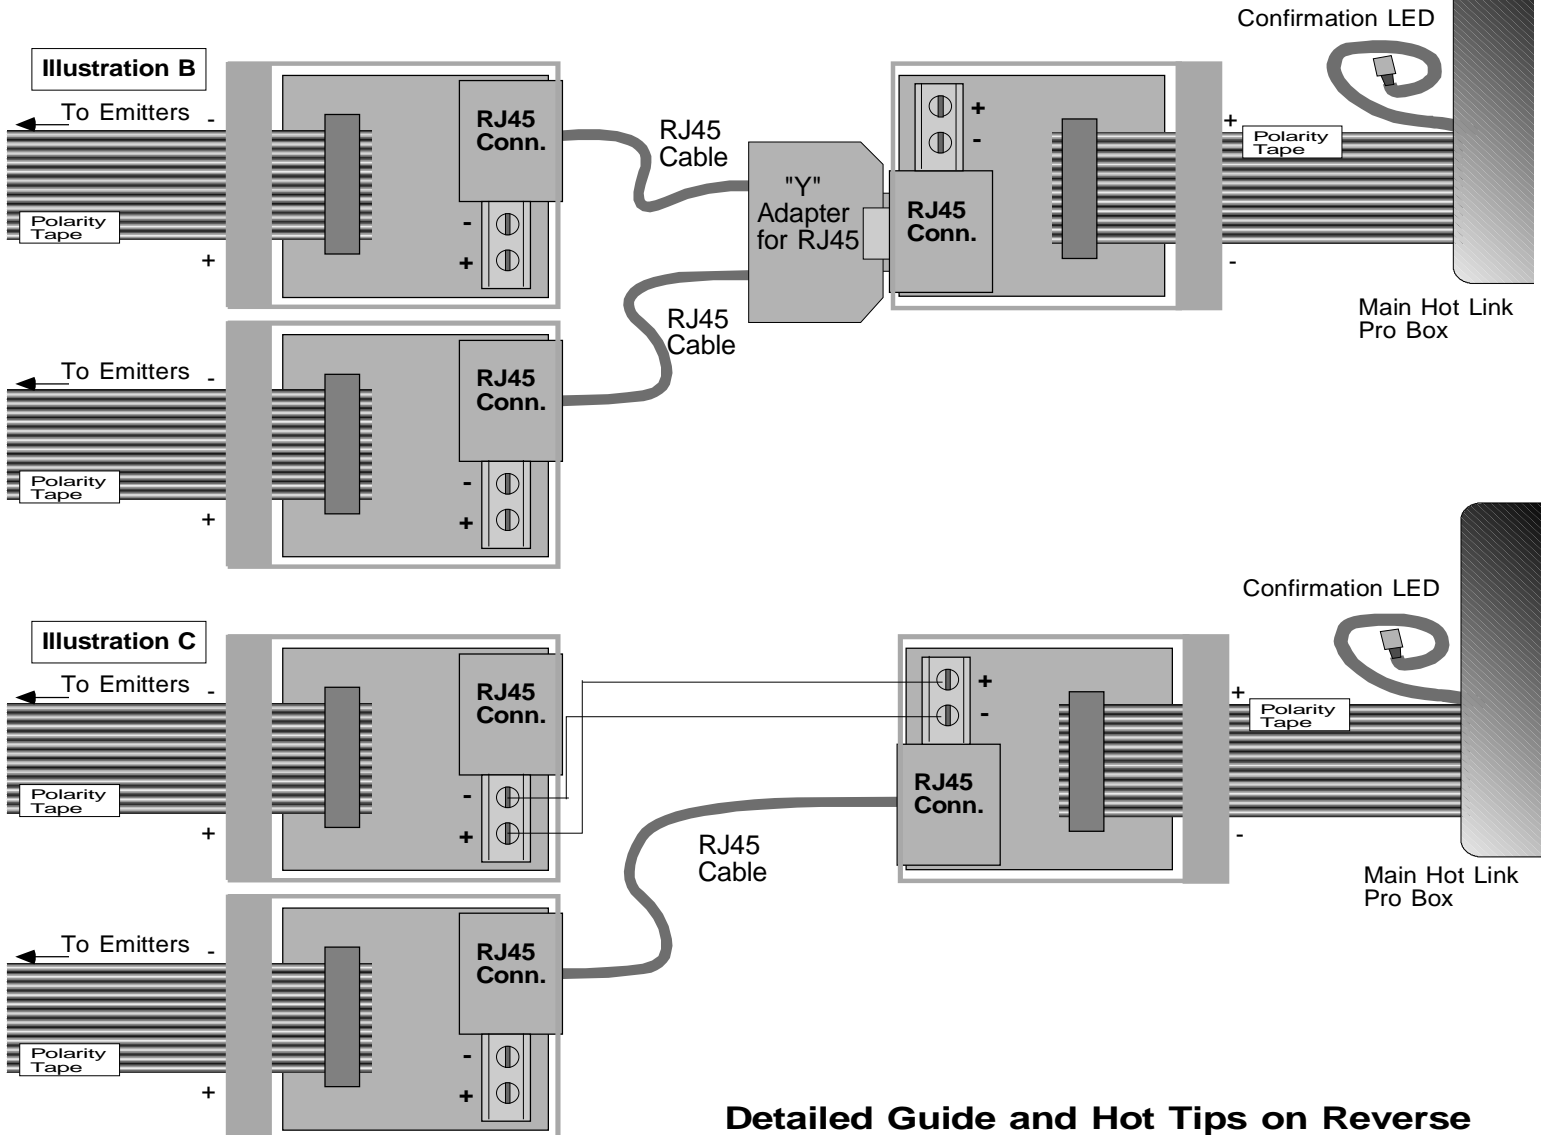 Confirmation LED
Illustration B
To Emitters -
RJ45
Conn.
RJ45
Cable
+
-
+
Polarity
Tape
"Y"
Adapter
for RJ45
RJ45
Conn.
Polarity
Tape
+
-
+
-
Main Hot Link
Pro Box
RJ45
Cable
To Emitters -
RJ45
Conn.
Polarity
Tape
+
-
+
Confirmation LED
Illustration C
To Emitters -
RJ45
Conn.
+
-
+
Polarity
Tape
RJ45
Conn.
Polarity
Tape
+
-
+
-
RJ45
Cable
Main Hot Link
Pro Box
To Emitters -
RJ45
Conn.
Polarity
Tape
+
-
+
Detailed Guide and Hot Tips on Reverse